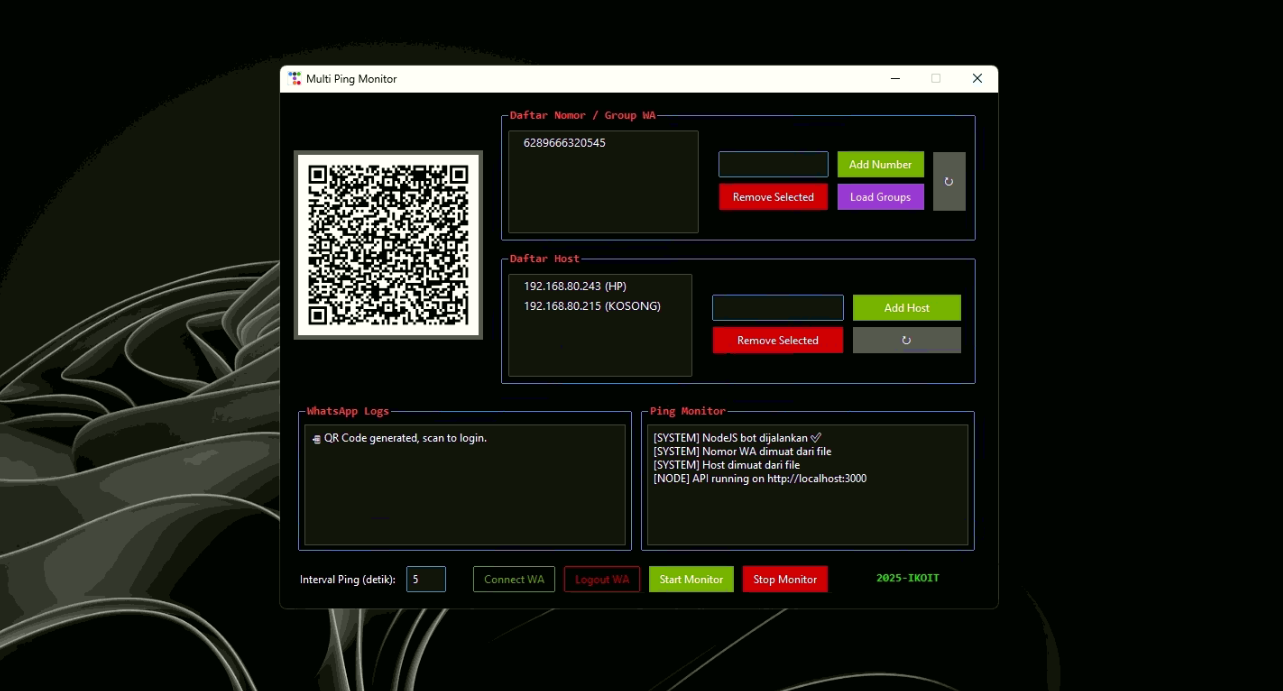 Multi Ping Monitor
Daftar Nomor / Group WA
6289666320545
Add Number
Remove Selected
Load Groups
Daftar Host
192.168.80.243 (HP)
192.168.80.215 (KOSONG)
Add Host
Remove Selected
WhatsApp Logs
QR Code generated, scan to login.
Ping Monitor
[SYSTEM] NodeJS bot dijalankan ✅
[SYSTEM] Nomor WA dimuat dari file
[SYSTEM] Host dimuat dari file
[NODE] API running on http://localhost:3000
Interval Ping (detik): 5
Connect WA
Logout WA
Start Monitor
Stop Monitor
2025-IKOIT